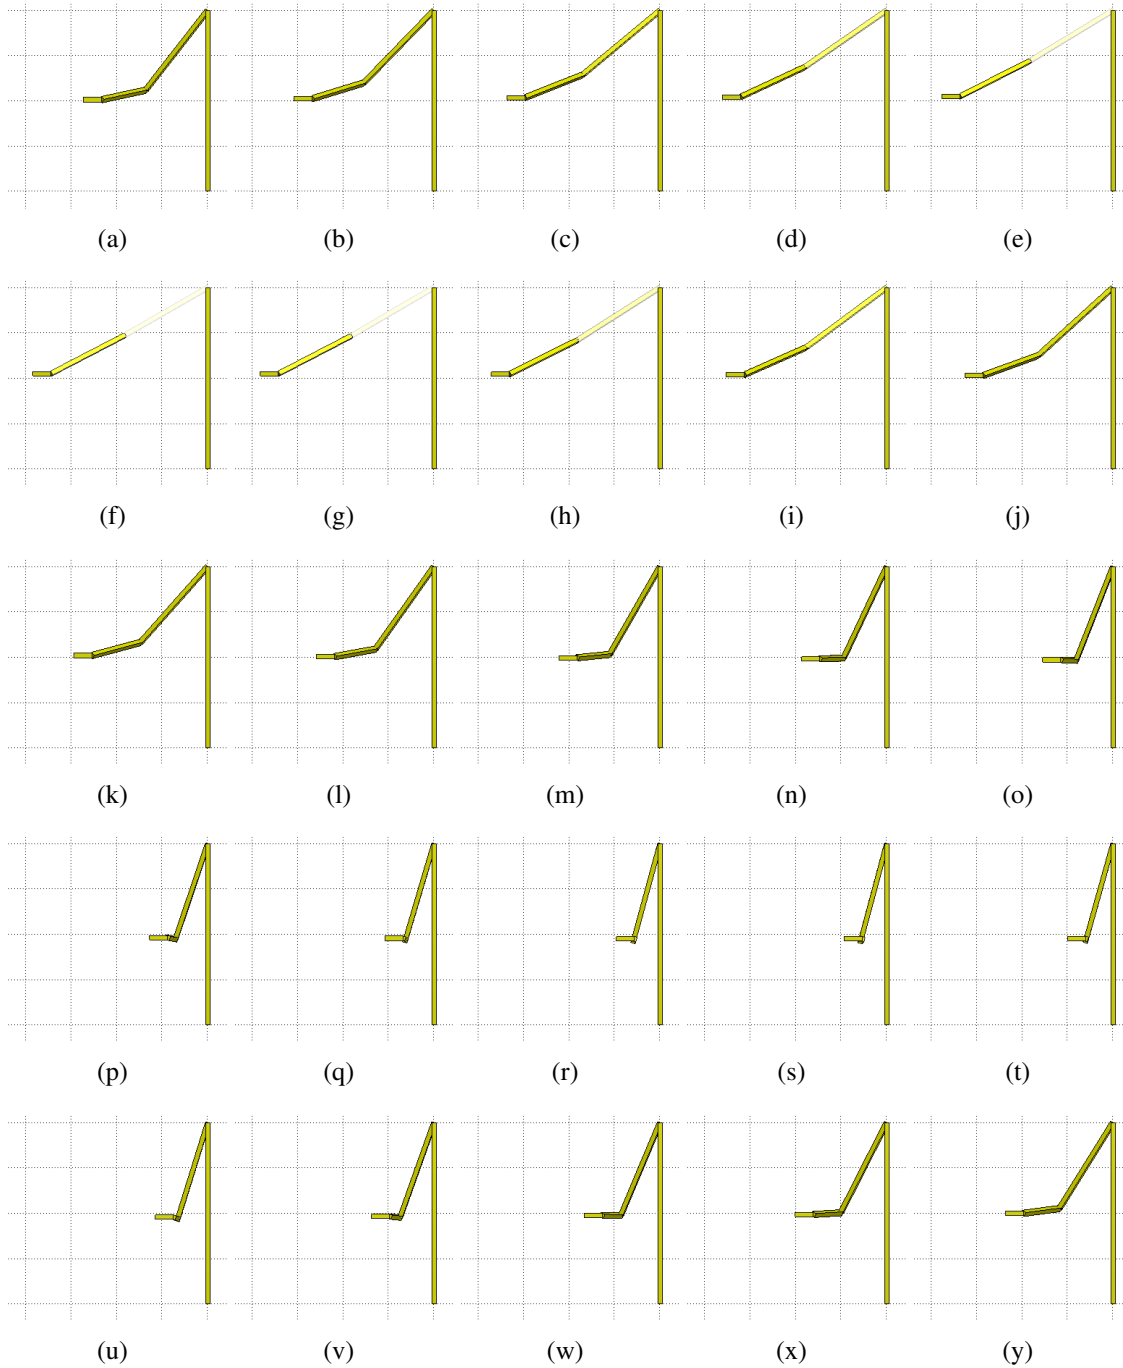 (a) (b) (c) (d) (e)
(f) (g) (h) (i) (j)
(k) (l) (m) (n) (o)
(p) (q) (r) (s) (t)
(u) (v) (w) (x) (y)